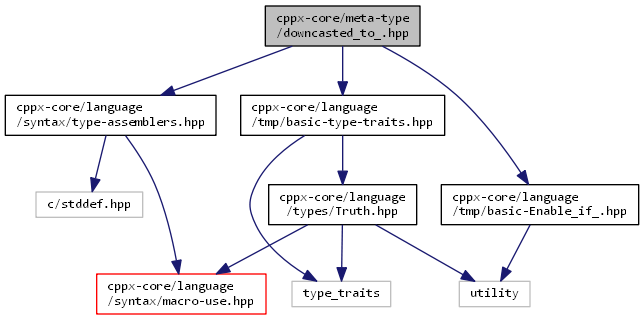 cppx-core/meta-type
/downcasted_to_.hpp
cppx-core/language
/syntax/type-assemblers.hpp
cppx-core/language
/tmp/basic-type-traits.hpp
c/stddef.hpp
cppx-core/language
/types/Truth.hpp
cppx-core/language
/tmp/basic-Enable_if_.hpp
cppx-core/language
/syntax/macro-use.hpp
type_traits
utility